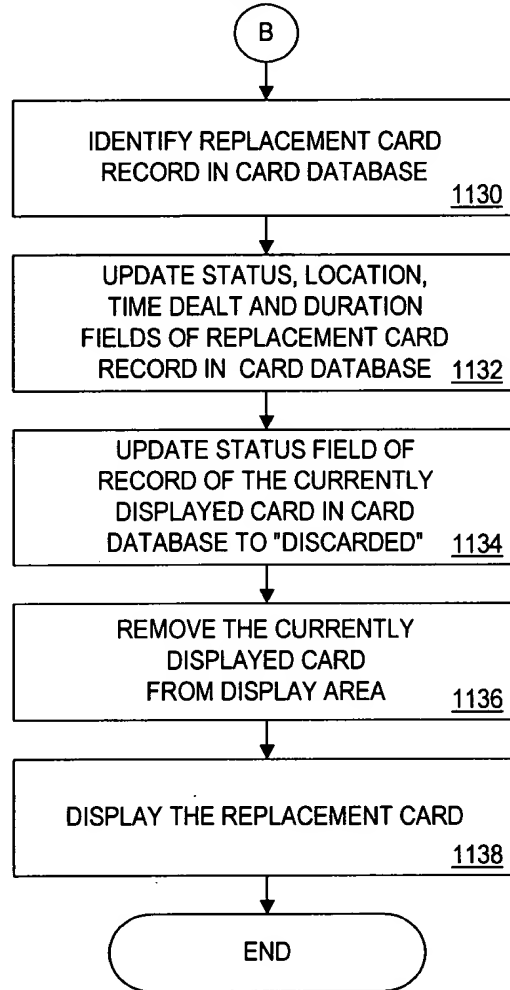 B
IDENTIFY REPLACEMENT CARD
RECORD IN CARD DATABASE
1130
UPDATE STATUS, LOCATION,
TIME DEALT AND DURATION
FIELDS OF REPLACEMENT CARD
RECORD IN CARD DATABASE
1132
UPDATE STATUS FIELD OF
RECORD OF THE CURRENTLY
DISPLAYED CARD IN CARD
DATABASE TO "DISCARDED"
1134
REMOVE THE CURRENTLY
DISPLAYED CARD
FROM DISPLAY AREA
1136
DISPLAY THE REPLACEMENT CARD
1138
END